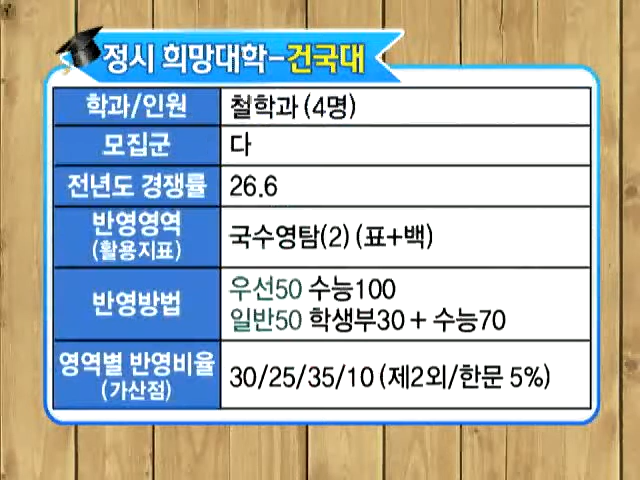 정시 희망대학-건국대
학과/인원 철학과 (4명)
모집군 다
전년도 경쟁률 26.6
반영영역
(활용지표)
국수영탐(2) (표+백)
반영방법
우선50 수능100
일반50 학생부30 + 수능70
영역별 반영비율
(가산점)
30/25/35/10 (제2외/한문 5%)